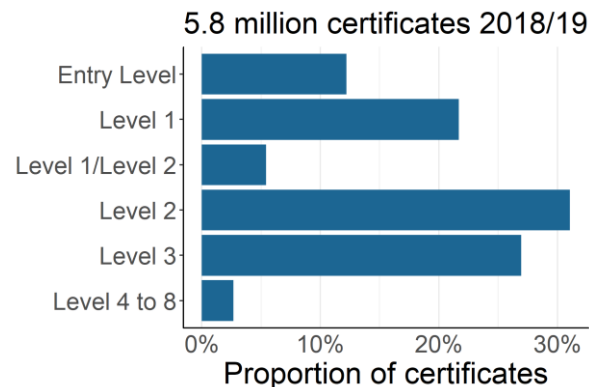 5.8 million certificates 2018/19
Entry Level
Level 1
Level 1/Level 2
Level 2
Level 3
Level 4 to 8
0% 10% 20% 30%
Proportion of certificates